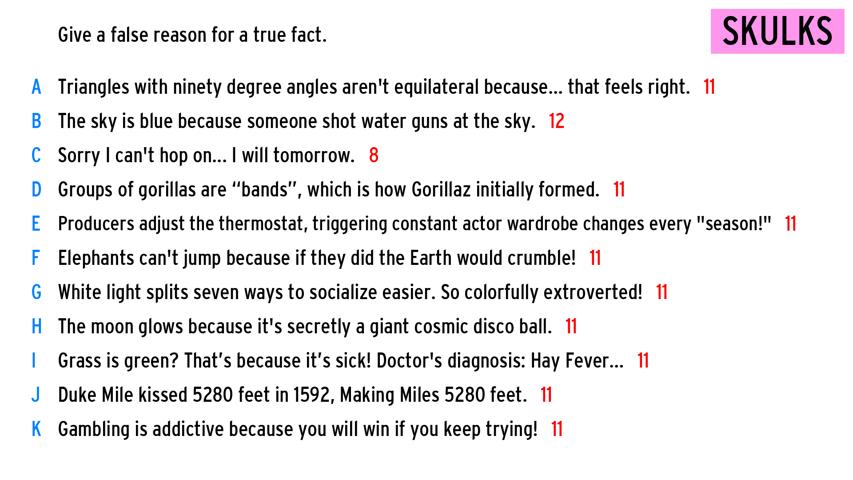 Give a false reason for a true fact.
SKULKS
A Triangles with ninety degree angles aren't equilateral because... that feels right. 11
B The sky is blue because someone shot water guns at the sky. 12
C Sorry I can't hop on... I will tomorrow. 8
D Groups of gorillas are “bands”, which is how Gorillaz initially formed. 11
E Producers adjust the thermostat, triggering constant actor wardrobe changes every "season!" 11
F Elephants can't jump because if they did the Earth would crumble! 11
G White light splits seven ways to socialize easier. So colorfully extroverted! 11
H The moon glows because it's secretly a giant cosmic disco ball. 11
I Grass is green? That’s because it’s sick! Doctor's diagnosis: Hay Fever... 11
J Duke Mile kissed 5280 feet in 1592, Making Miles 5280 feet. 11
K Gambling is addictive because you will win if you keep trying! 11